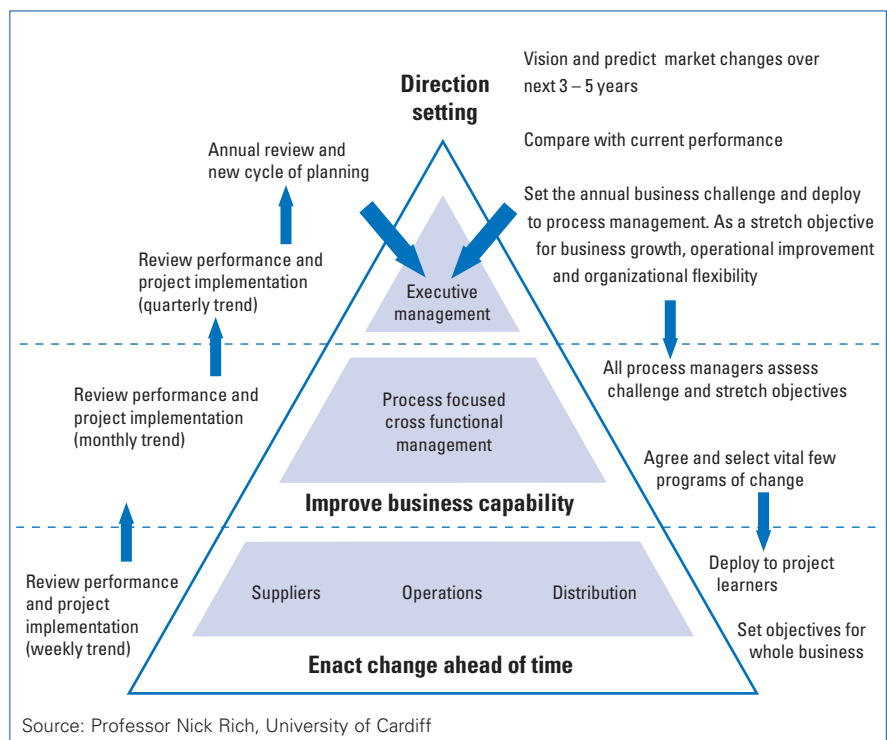 Direction
setting
Vision and predict market changes over
next 3 – 5 years
Compare with current performance
Set the annual business challenge and deploy
to process management. As a stretch objective
for business growth, operational improvement
and organizational flexibility
Annual review and
new cycle of planning
Review performance and
project implementation
(quarterly trend)
Executive
management
All process managers assess
challenge and stretch objectives
Review performance and
project implementation
(monthly trend)
Process focused
cross functional
management
Agree and select vital few
programs of change
Improve business capability
Review performance
and project
implementation
(weekly trend)
Suppliers
Operations
Distribution
Deploy to project
learners
Set objectives for
whole business
Enact change ahead of time
Source: Professor Nick Rich, University of Cardiff